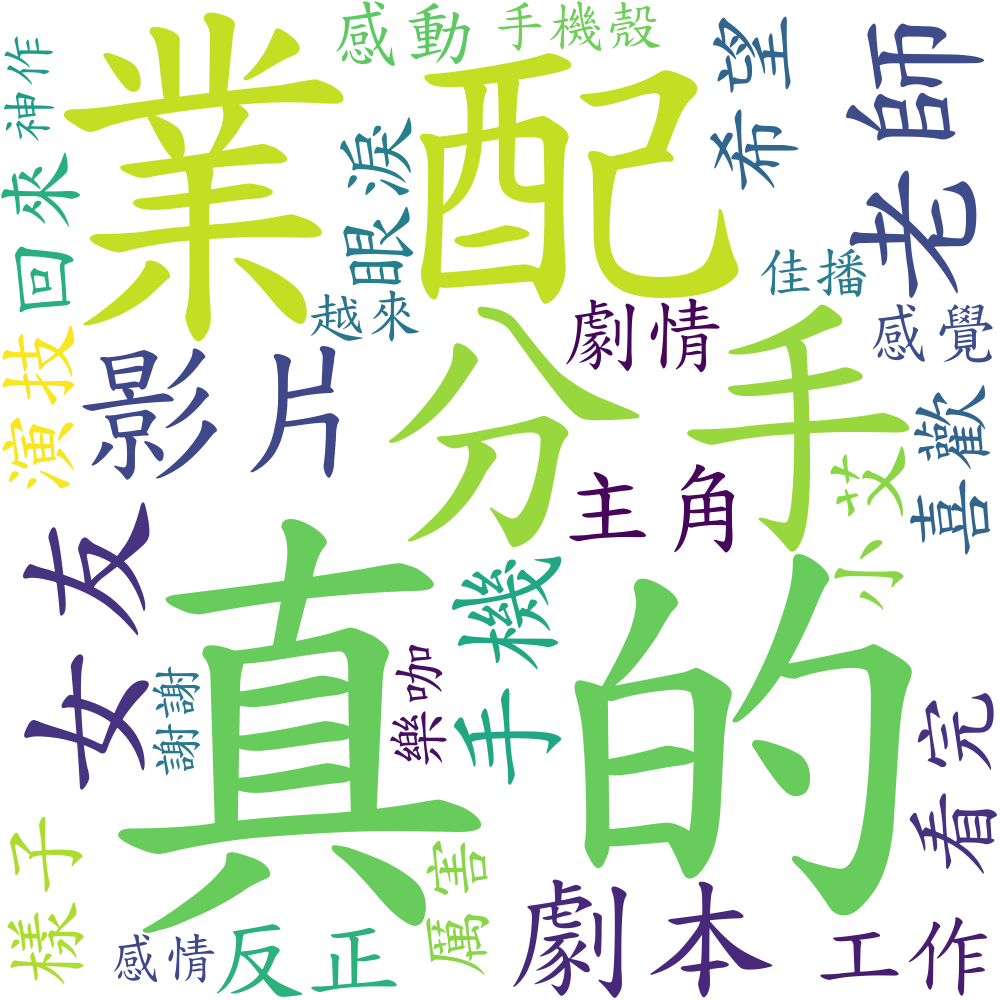 感動
手機殼
神作
業配
希望
老師
眼淚
回來
佳播
越來
劇情
感覺
演技
影片
分手
喜歡
小艾
主角
女友
真的
手機
樂咖
謝謝
看完
樣子
厲害
劇本
感情
反正
工作